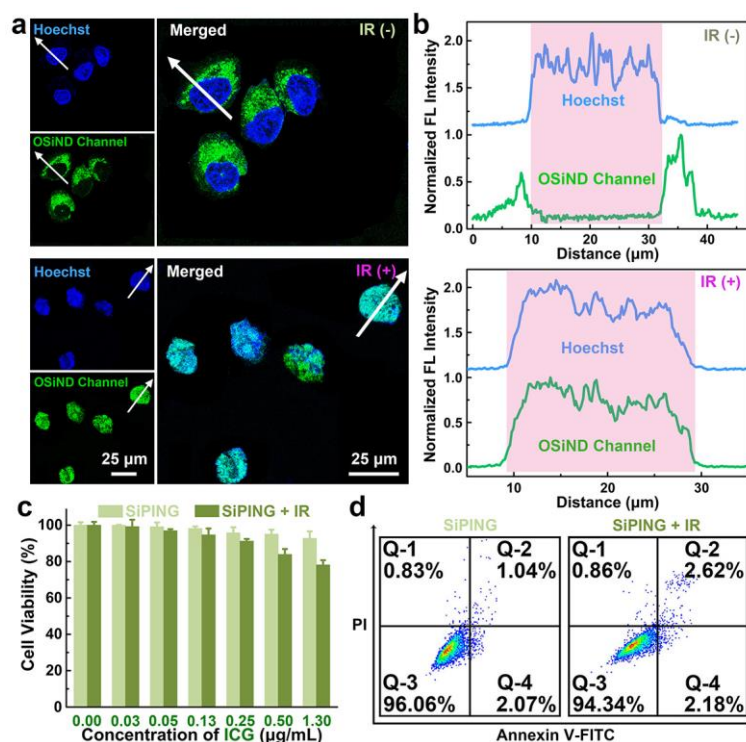 a
Hoechst
Merged
IR (-)
OSiND Channel
Hoechst
Merged
IR (+)
OSiND Channel
25 μm
25 μm
b
IR (-)
2.0
1.5
1.0
0.5
0.0
Hoechst
OSiND Channel
Normalized FL Intensity
0 10 20 30 40
Distance (μm)
IR (+)
2.0
1.5
1.0
0.5
0.0
Hoechst
OSiND Channel
Normalized FL Intensity
10 20 30
Distance (μm)
c
SiPING SiPING + IR
100
80
60
40
20
0
Cell Viability (%)
0.00 0.03 0.05 0.13 0.25 0.50 1.30
Concentration of ICG (μg/mL)
d
SiPING
Q-1
0.83%
Q-2
1.04%
Q-3
96.06%
Q-4
2.07%
SiPING + IR
Q-1
0.86%
Q-2
2.62%
Q-3
94.34%
Q-4
2.18%
PI
Annexin V-FITC